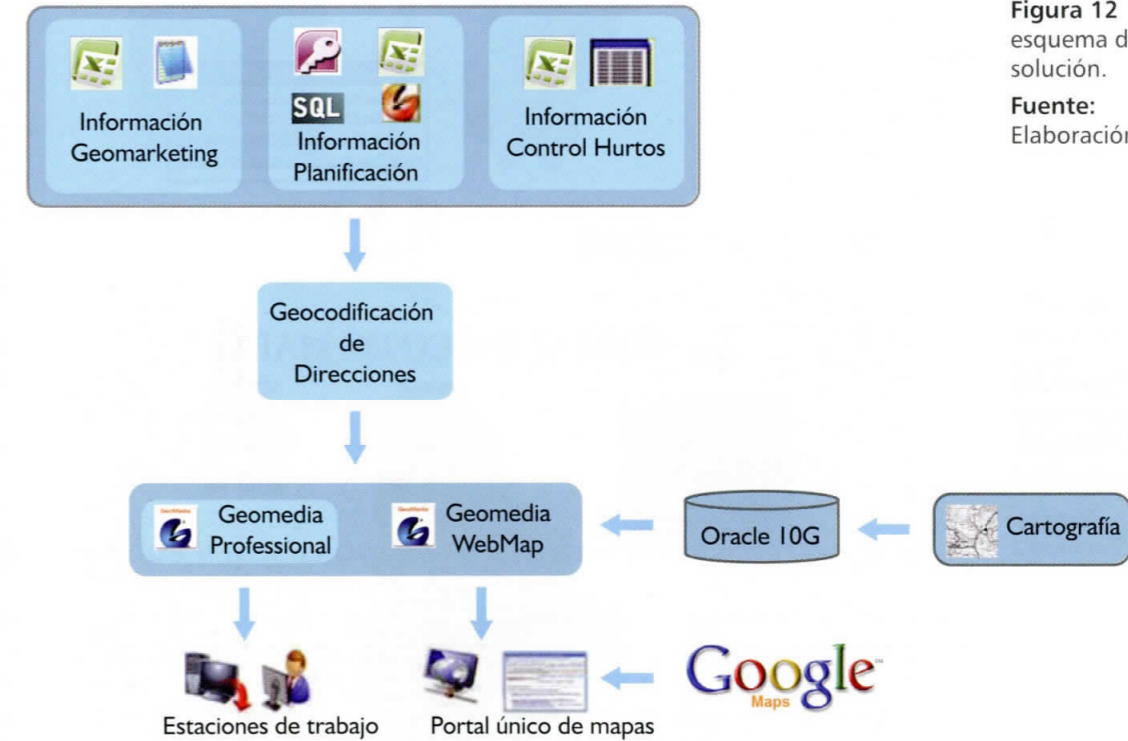 Figura 12
esquema d
solución.
Fuente:
Elaboración
SQL
Información
Geomarketing
Información
Planificación
Información
Control Hurtos
Geocodificación
de
Direcciones
Geomedia
Professional
Geomedia
WebMap
Oracle 10G
Cartografía
Google
Maps
Estaciones de trabajo
Portal único de mapas